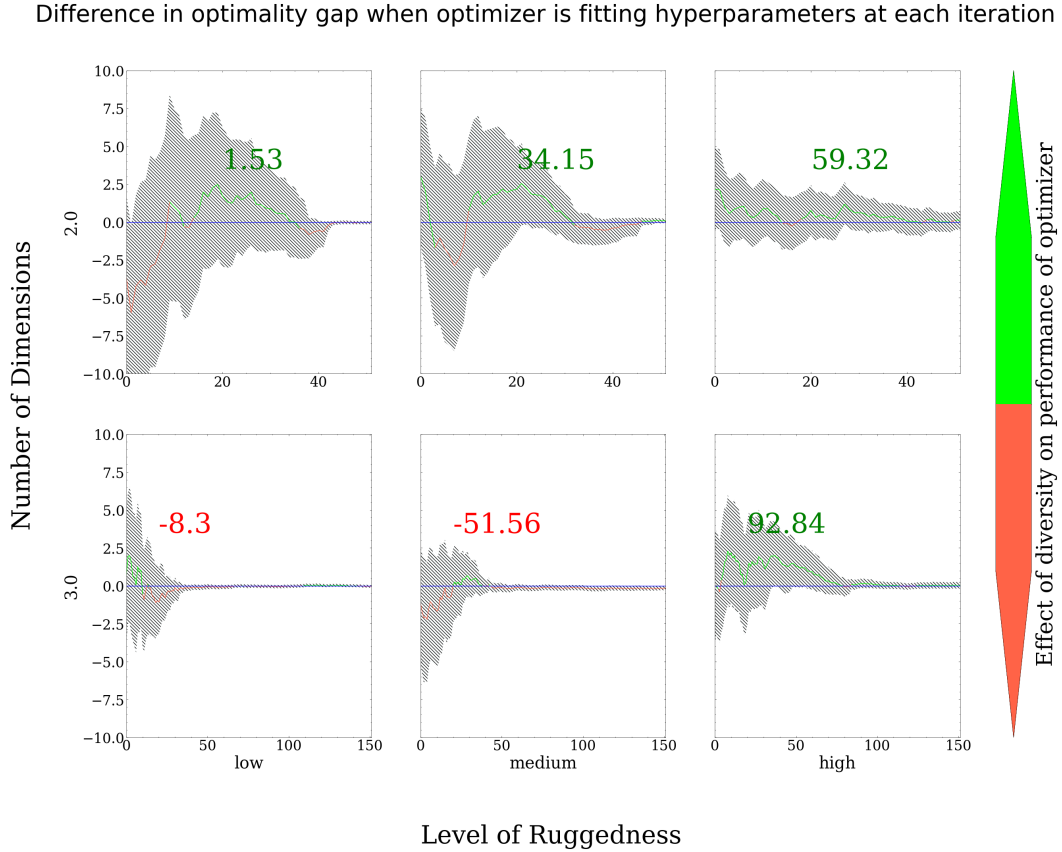 Difference in optimality gap when optimizer is fitting hyperparameters at each iteration
Number of Dimensions
2.0
10.0
7.5
5.0
2.5
0.0
−2.5
−5.0
−7.5
−10.0
1.53
0 20 40
34.15
0 20 40
59.32
0 20 40
3.0
10.0
7.5
5.0
2.5
0.0
−2.5
−5.0
−7.5
−10.0
-8.3
0 50 100 150
low
-51.56
0 50 100 150
medium
92.84
0 50 100 150
high
Level of Ruggedness
Effect of diversity on performance of optimizer